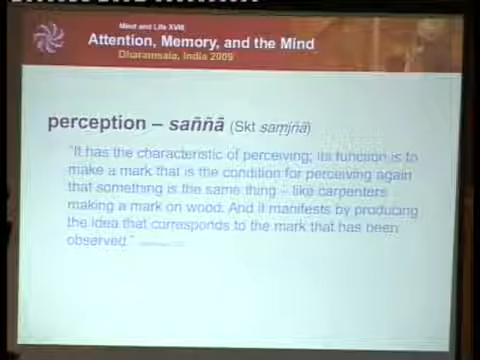 Mind and Life XVIII
Attention, Memory, and the Mind
Dharamsala, India 2009
perception – saññā (Skt saṃjñā)
"It has the characteristic of perceiving; its function is to
make a mark that is the condition for perceiving again
that something is the same thing – like carpenters
making a mark on wood. And it manifests by producing
the idea that corresponds to the mark that has been
observed."